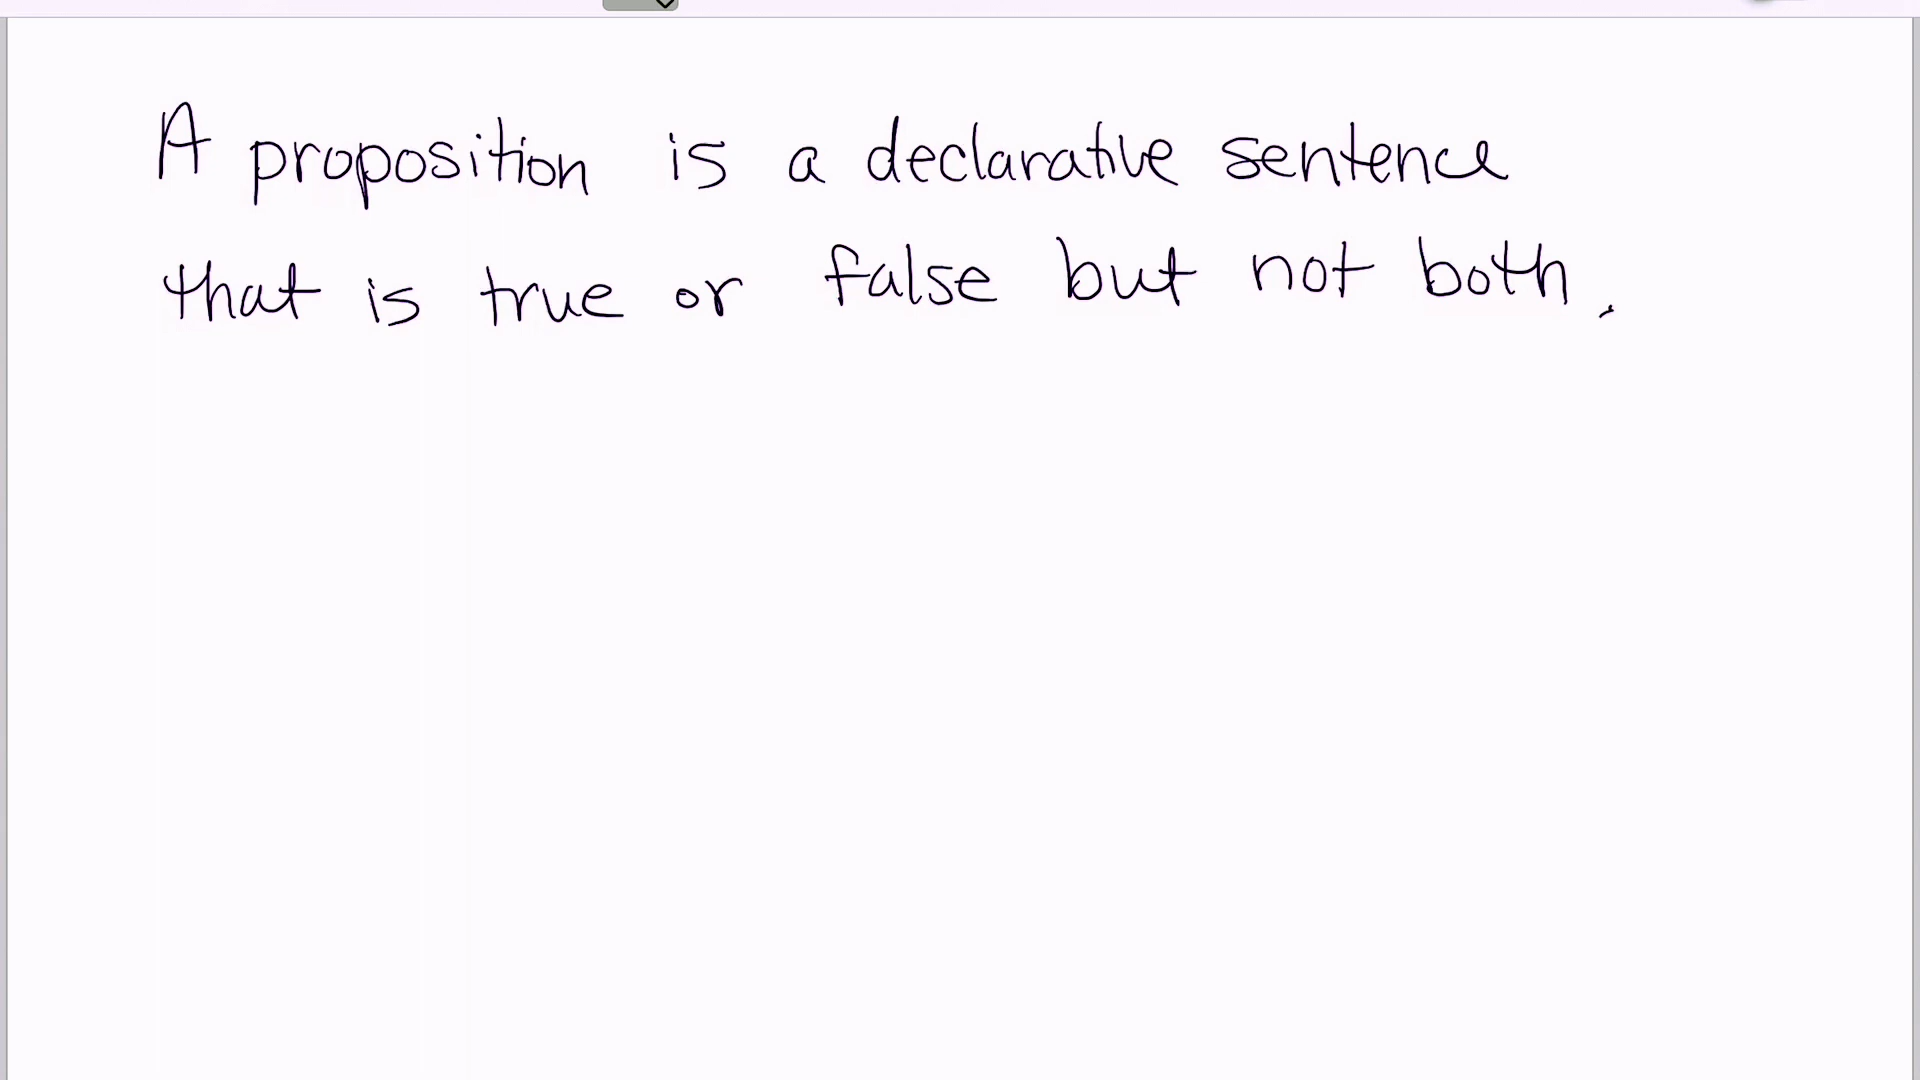 A proposition is a declarative sentence
that is true or false but not both.